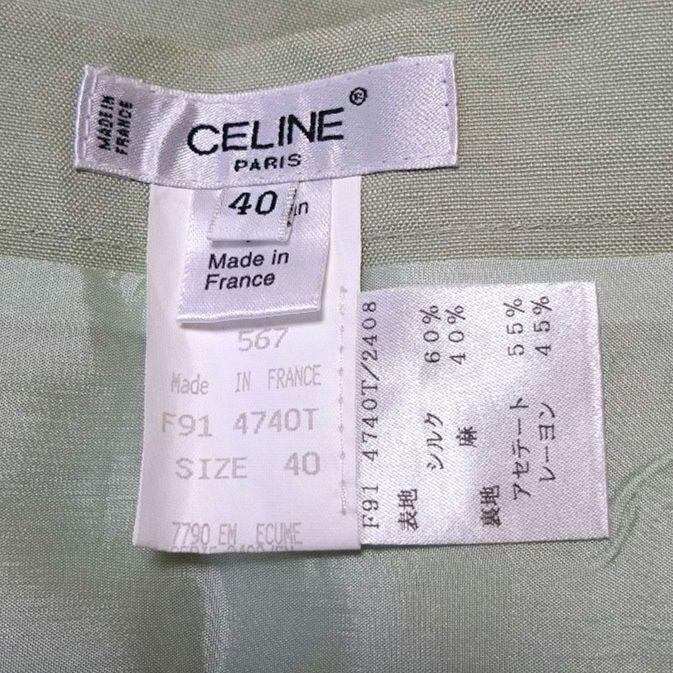 MADE IN
FRANCE
CELINE®
PARIS
40
in
Made in
France
567
Made IN FRANCE
F91 4740T
SIZE 40
7790 EM ECUME
F91 4740T/2408
表地 シルク 60%
麻 40%
裏地 アセテート 55%
レーヨン 45%